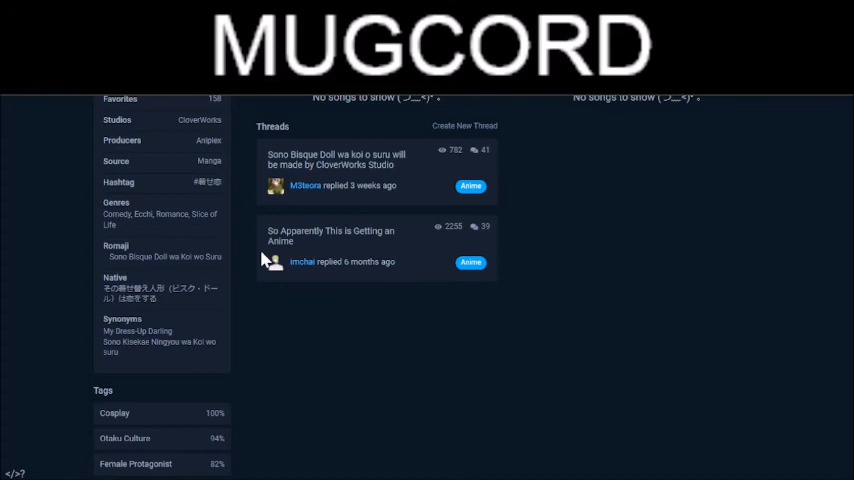 MUGCORD
Favorites 158
No songs to show
No songs to show
Studios CloverWorks
Producers Aniplex
Source Manga
Hashtag #着せ恋
Genres
Comedy, Ecchi, Romance, Slice of
Life
Romaji
Sono Bisque Doll wa Koi wo Suru
Native
その着せ替え人形（ビスク・ドー
ル）は恋をする
Synonyms
My Dress-Up Darling
Sono Kisekae Ningyou wa Koi wo
suru
Tags
Cosplay 100%
Otaku Culture 94%
Female Protagonist 82%
Threads Create New Thread
Sono Bisque Doll wa koi o suru will
be made by CloverWorks Studio
782 41
M3teora replied 3 weeks ago Anime
So Apparently This is Getting an
Anime
2255 39
imchai replied 6 months ago Anime
</>?